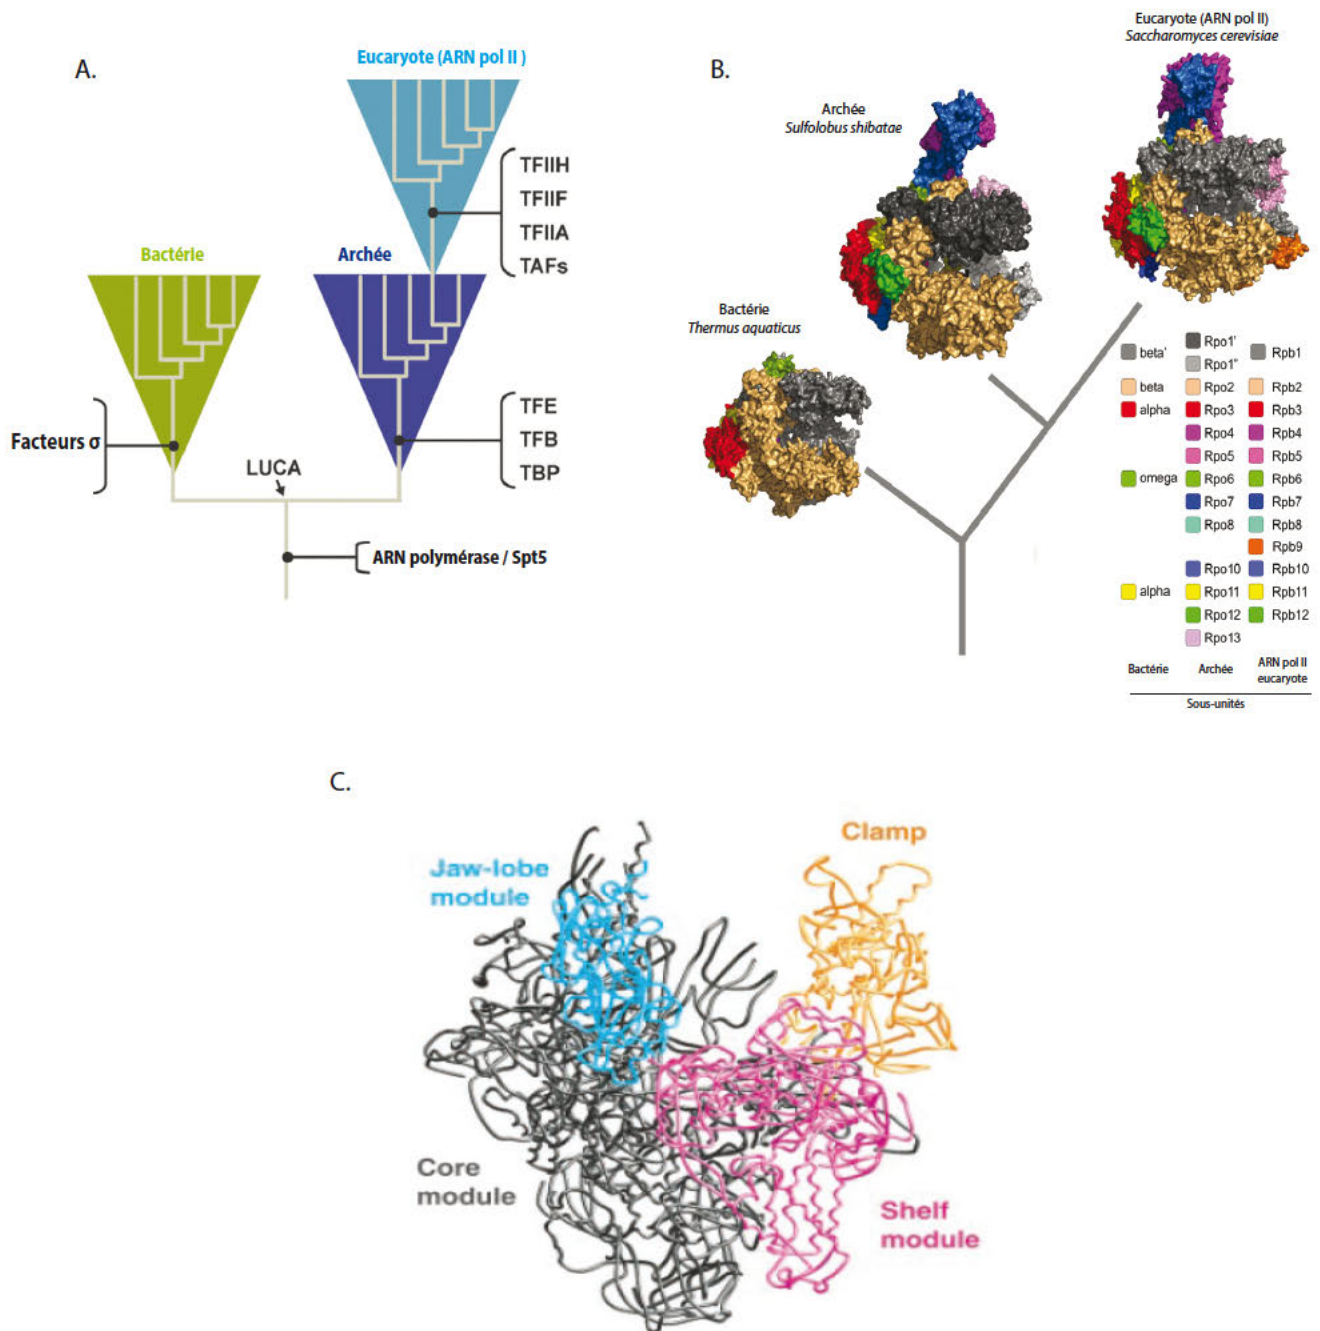 A.
Eucaryote (ARN pol II )
TFIIH
TFIIF
TFIIA
TAFs
Bactérie
Archée
Facteurs σ
TFE
TFB
TBP
LUCA
ARN polymérase / Spt5
B.
Eucaryote (ARN pol II)
Saccharomyces cerevisiae
Archée
Sulfolobus shibatae
Bactérie
Thermus aquaticus
beta' Rpo1' Rpb1
Rpo1"
beta Rpo2 Rpb2
alpha Rpo3 Rpb3
Rpo4 Rpb4
Rpo5 Rpb5
omega Rpo6 Rpb6
Rpo7 Rpb7
Rpo8 Rpb8
Rpb9
Rpo10 Rpb10
alpha Rpo11 Rpb11
Rpo12 Rpb12
Rpo13
Bactérie Archée ARN pol II
eucaryote
Sous-unités
C.
Jaw-lobe
module
Clamp
Core
module
Shelf
module